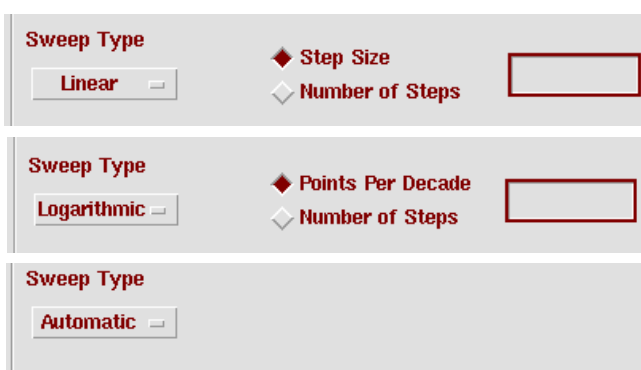 Sweep Type
Step Size
Linear
Number of Steps
Sweep Type
Points Per Decade
Logarithmic
Number of Steps
Sweep Type
Automatic